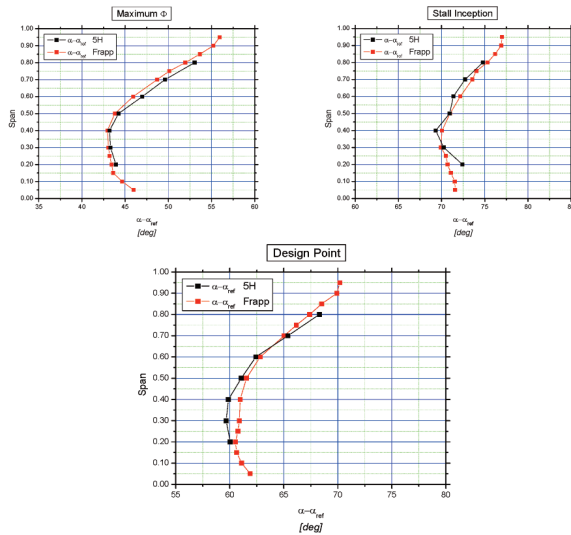 Maximum Φ
α-α_ref 5H
α-α_ref Frapp
1.00
0.90
0.80
0.70
0.60
0.50
0.40
0.30
0.20
0.10
0.00
Span
35 40 45 50 55 60
α-α_ref
[deg]
Stall Inception
α-α_ref 5H
α-α_ref Frapp
1.00
0.90
0.80
0.70
0.60
0.50
0.40
0.30
0.20
0.10
0.00
Span
60 65 70 75 80 85
α-α_ref
[deg]
Design Point
α-α_ref 5H
α-α_ref Frapp
1.00
0.90
0.80
0.70
0.60
0.50
0.40
0.30
0.20
0.10
0.00
Span
55 60 65 70 75 80
α-α_ref
[deg]